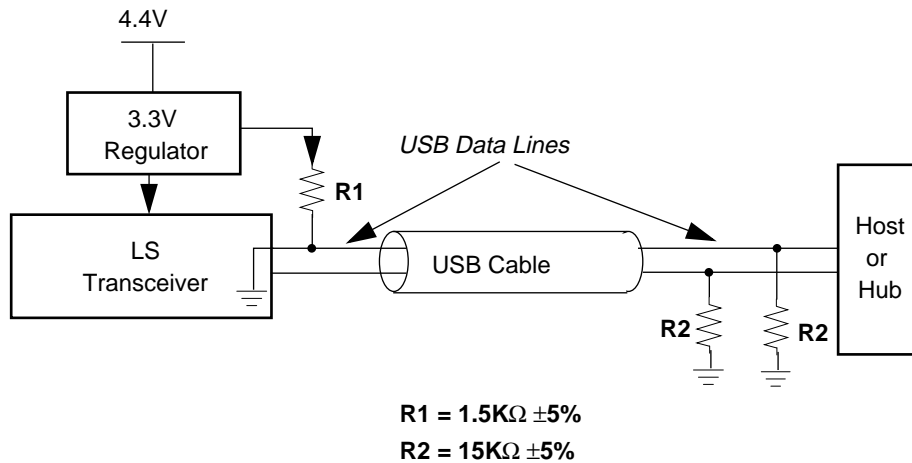 4.4V
3.3V
Regulator
R1
USB Data Lines
LS
Transceiver
USB Cable
Host
or
Hub
R2
R2
R1 = 1.5KΩ ±5%
R2 = 15KΩ ±5%